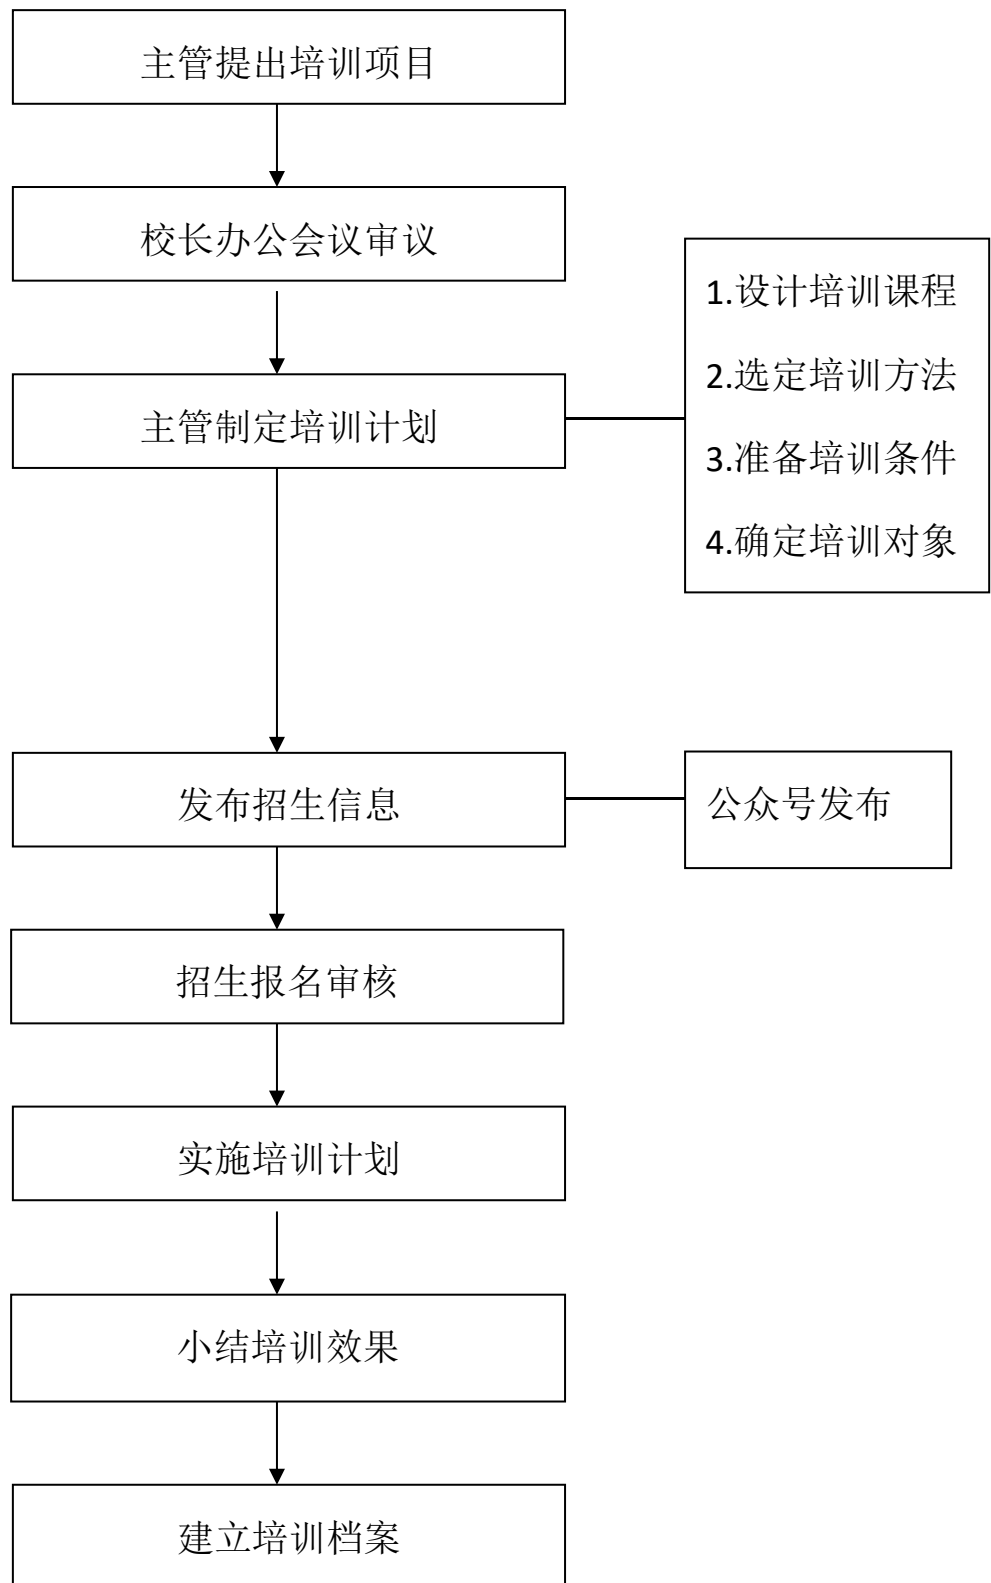 主管提出培训项目
校长办公会议审议
主管制定培训计划
1.设计培训课程
2.选定培训方法
3.准备培训条件
4.确定培训对象
发布招生信息
公众号发布
招生报名审核
实施培训计划
小结培训效果
建立培训档案